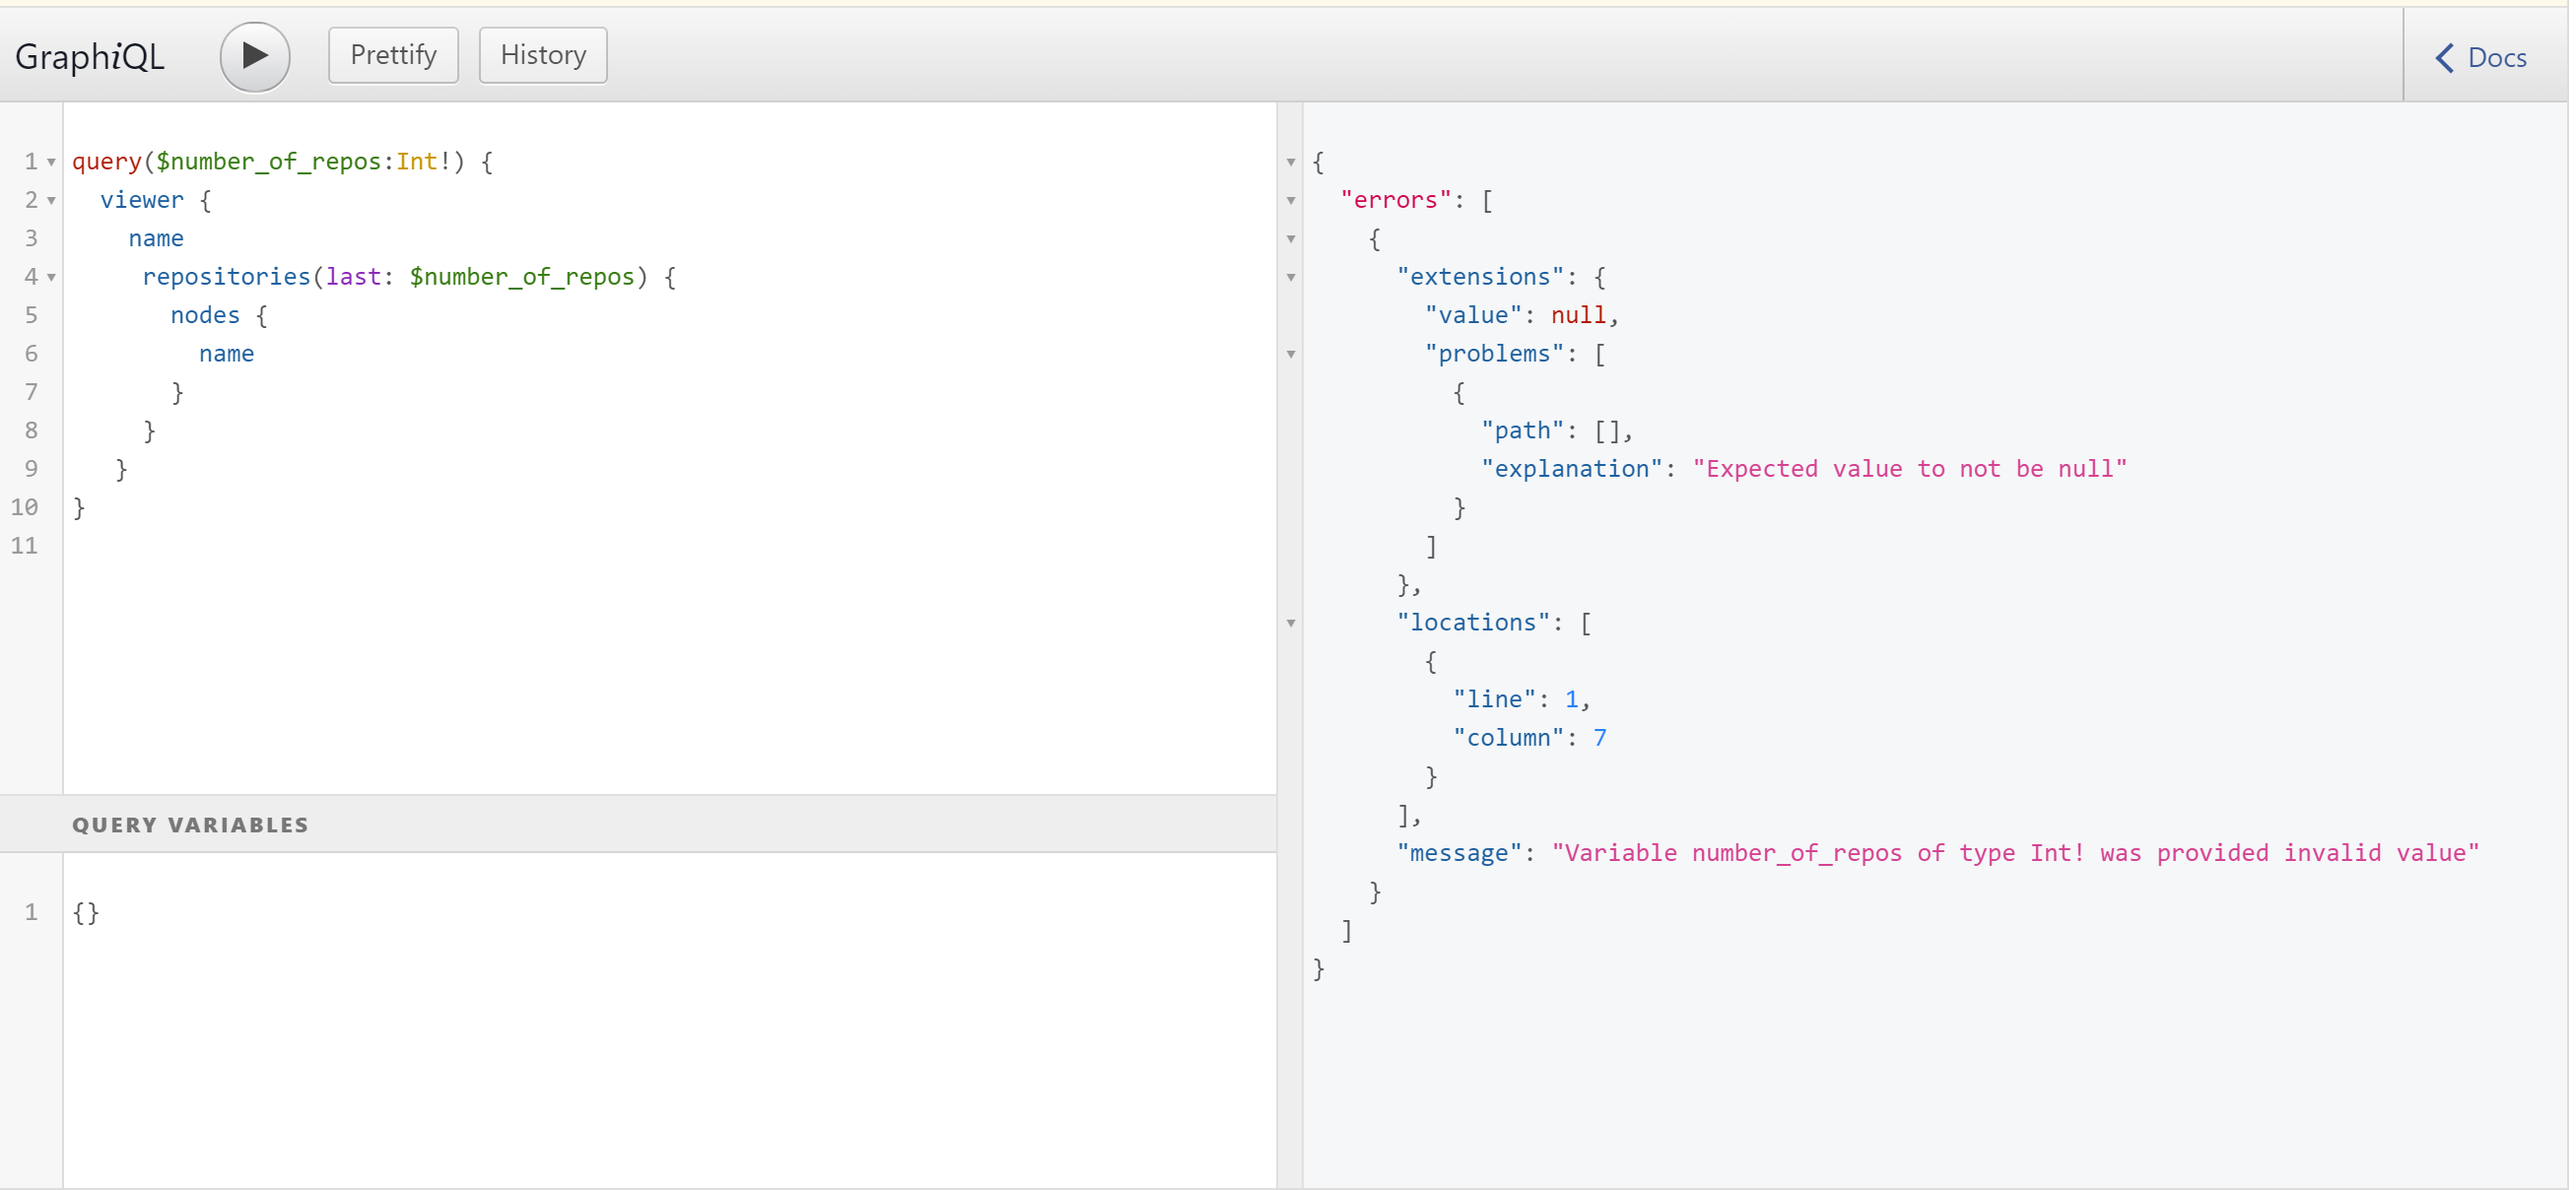 GraphiQL
Prettify
History
Docs
1 query($number_of_repos:Int!) {
2   viewer {
3     name
4      repositories(last: $number_of_repos) {
5        nodes {
6          name
7        }
8      }
9    }
10 }
11
QUERY VARIABLES
1 {}
{
  "errors": [
    {
      "extensions": {
        "value": null,
        "problems": [
          {
            "path": [],
            "explanation": "Expected value to not be null"
          }
        ]
      },
      "locations": [
        {
          "line": 1,
          "column": 7
        }
      ],
      "message": "Variable number_of_repos of type Int! was provided invalid value"
    }
  ]
}